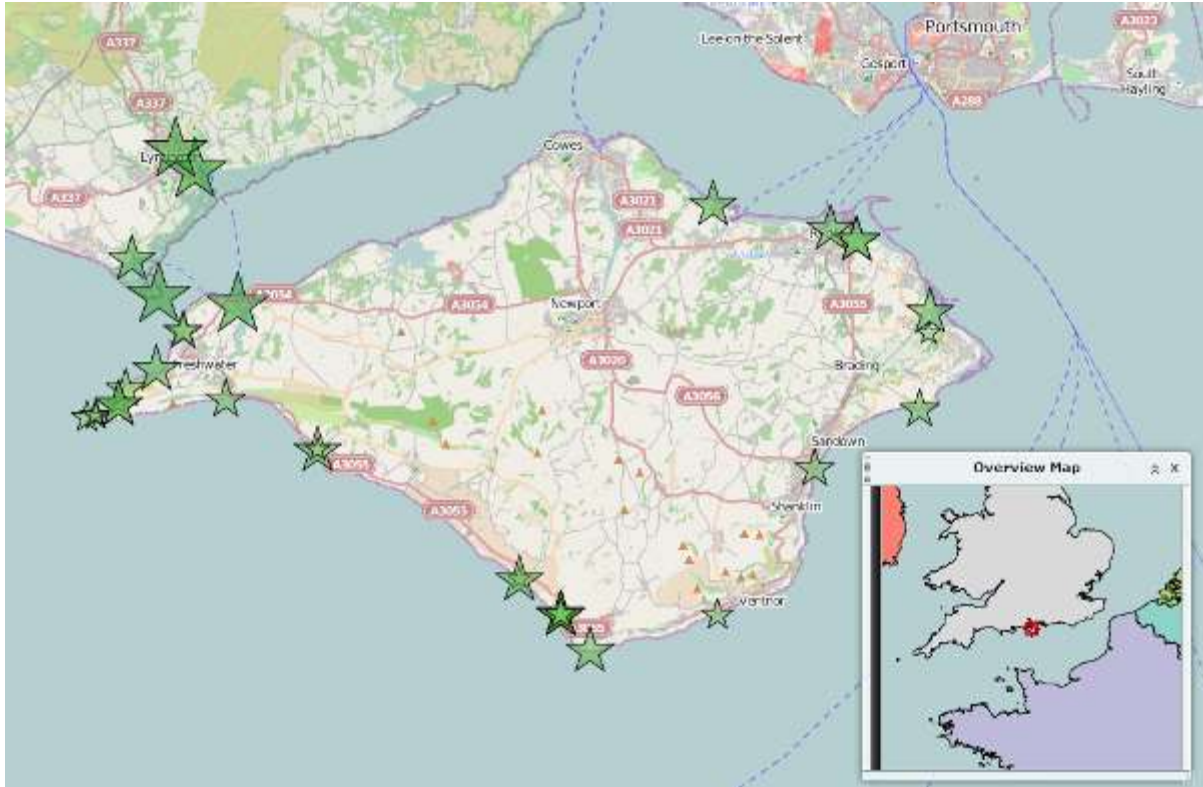 Portsmouth
A3023
Lee on the Solent
A337
Gosport
South
Hayling
A337
A288
Cowes
A337
A3021
A3021
A3054
A3054
Newport
A3055
Freshwater
A3020
Brading
A3056
Sandown
A3055
Overview Map
Shanklin
A3055
Ventnor